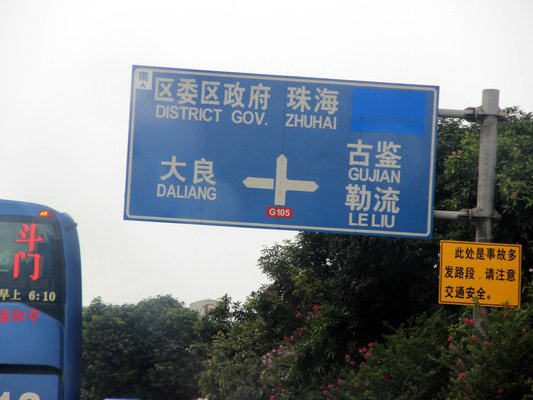 南
区委区政府 珠海
DISTRICT GOV. ZHUHAI
大良
DALIANG
古鉴
GUJIAN
勒流
LE LIU
G105
此处是事故多
发路段,请注意
交通安全。
斗
门
早上 6:10
和平